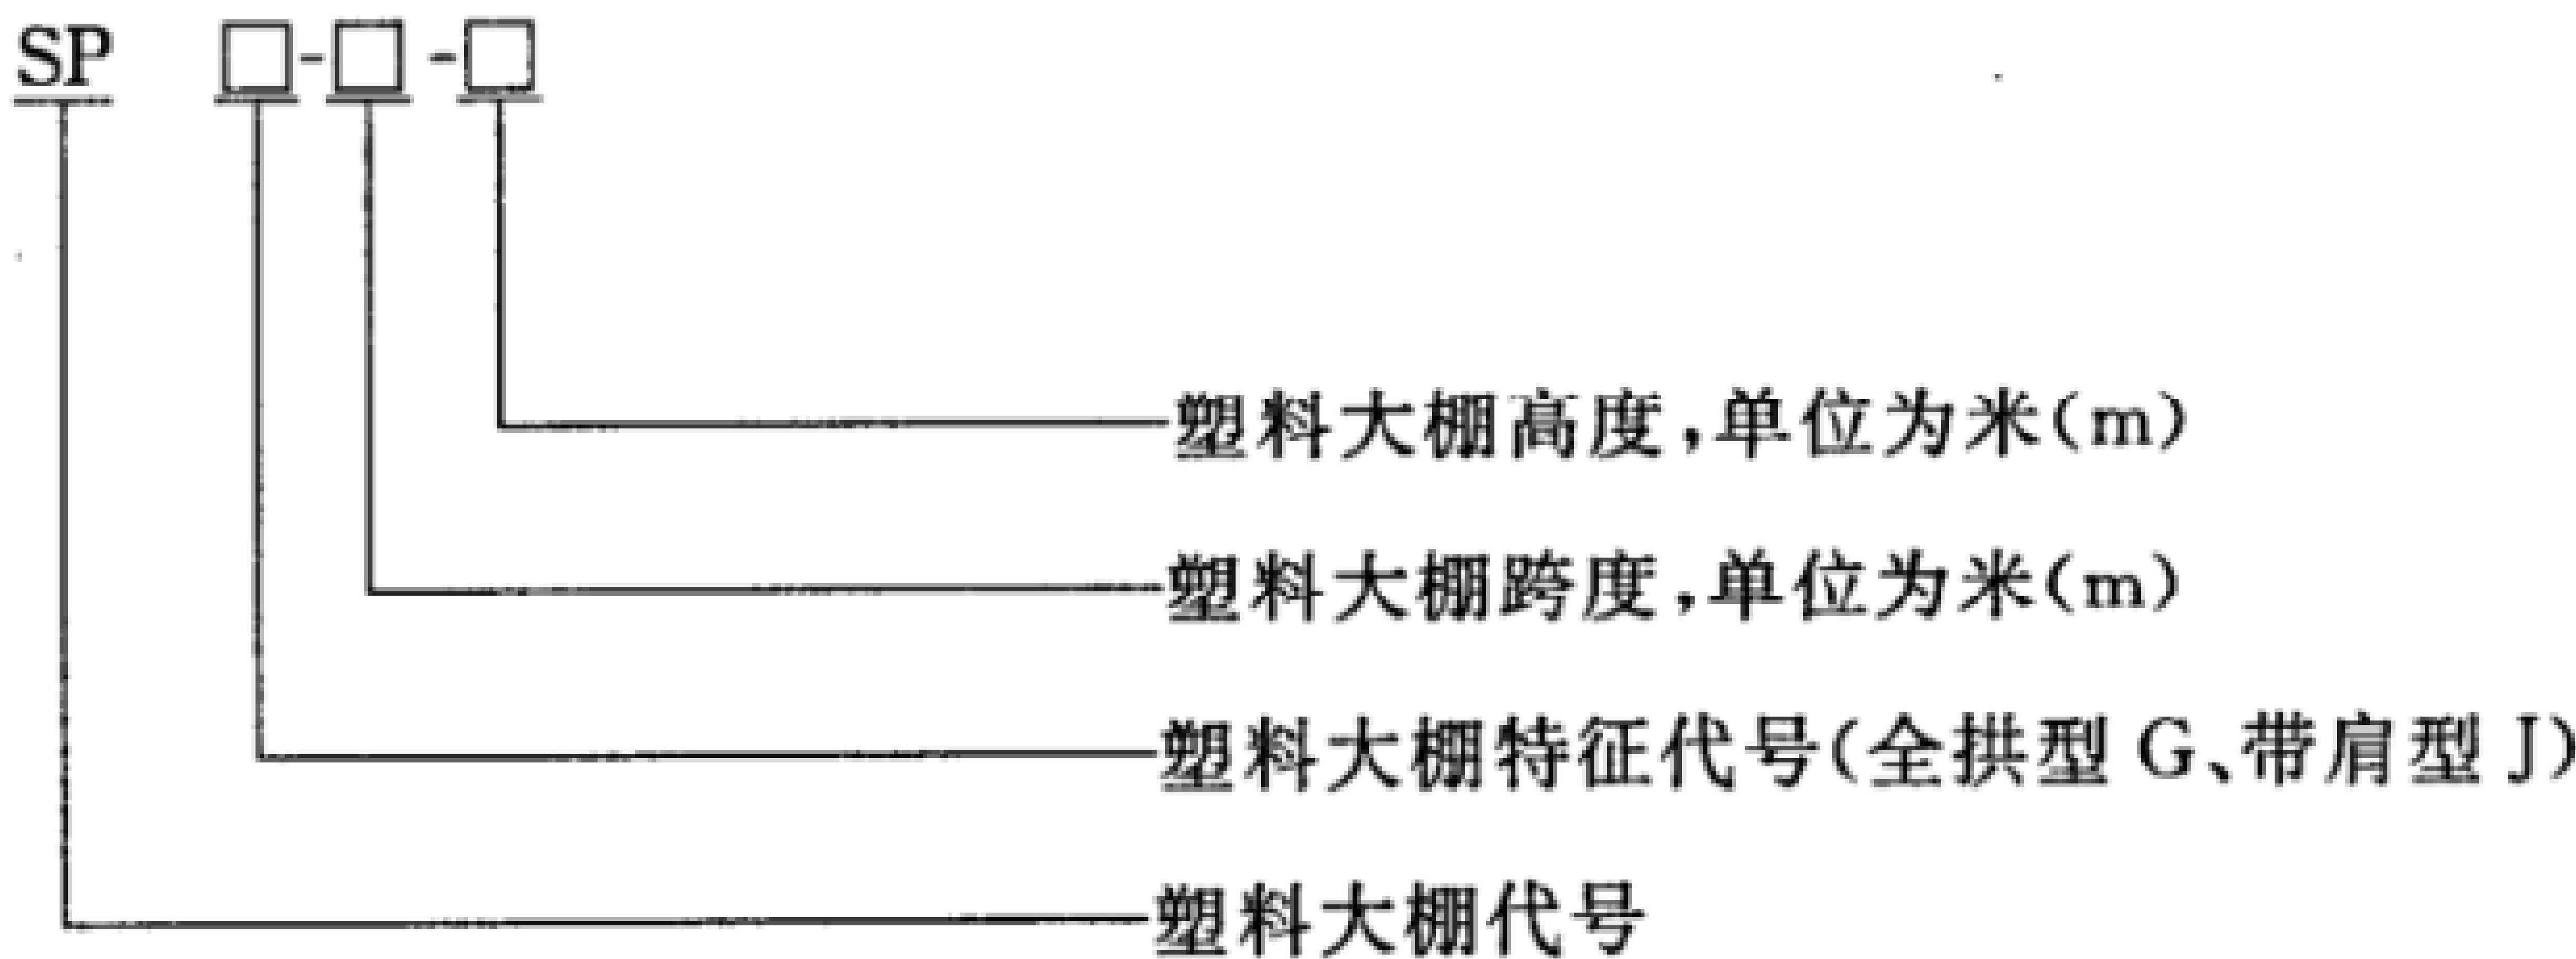 SP □-□-□
塑料大棚高度,单位为米(m)
塑料大棚跨度,单位为米(m)
塑料大棚特征代号(全拱型 G、带肩型 J)
塑料大棚代号